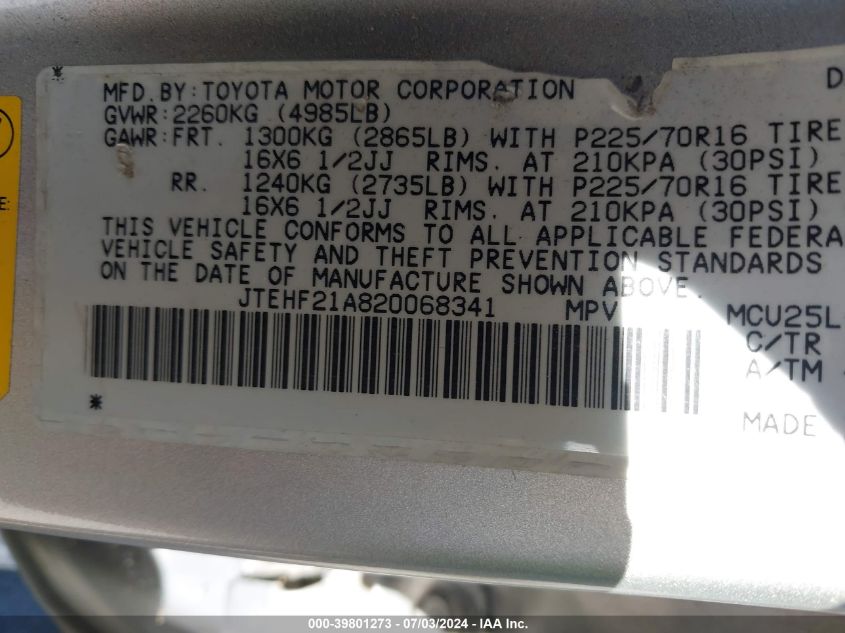 D
MFD.BY:TOYOTA MOTOR CORPORATION
GVWR:2260KG (4985LB)
GAWR:FRT. 1300KG (2865LB) WITH P225/70R16 TIRE
16X6 1/2JJ RIMS. AT 210KPA (30PSI)
RR. 1240KG (2735LB) WITH P225/70R16 TIRE
16X6 1/2JJ RIMS. AT 210KPA (30PSI)
THIS VEHICLE CONFORMS TO ALL APPLICABLE FEDERA
VEHICLE SAFETY AND THEFT PREVENTION STANDARDS
ON THE DATE OF MANUFACTURE SHOWN ABOVE.
JTEHF21A820068341 MPV MCU25L
C/TR
A/TM
MADE
E:
000-39801273 - 07/03/2024 - IAA Inc.